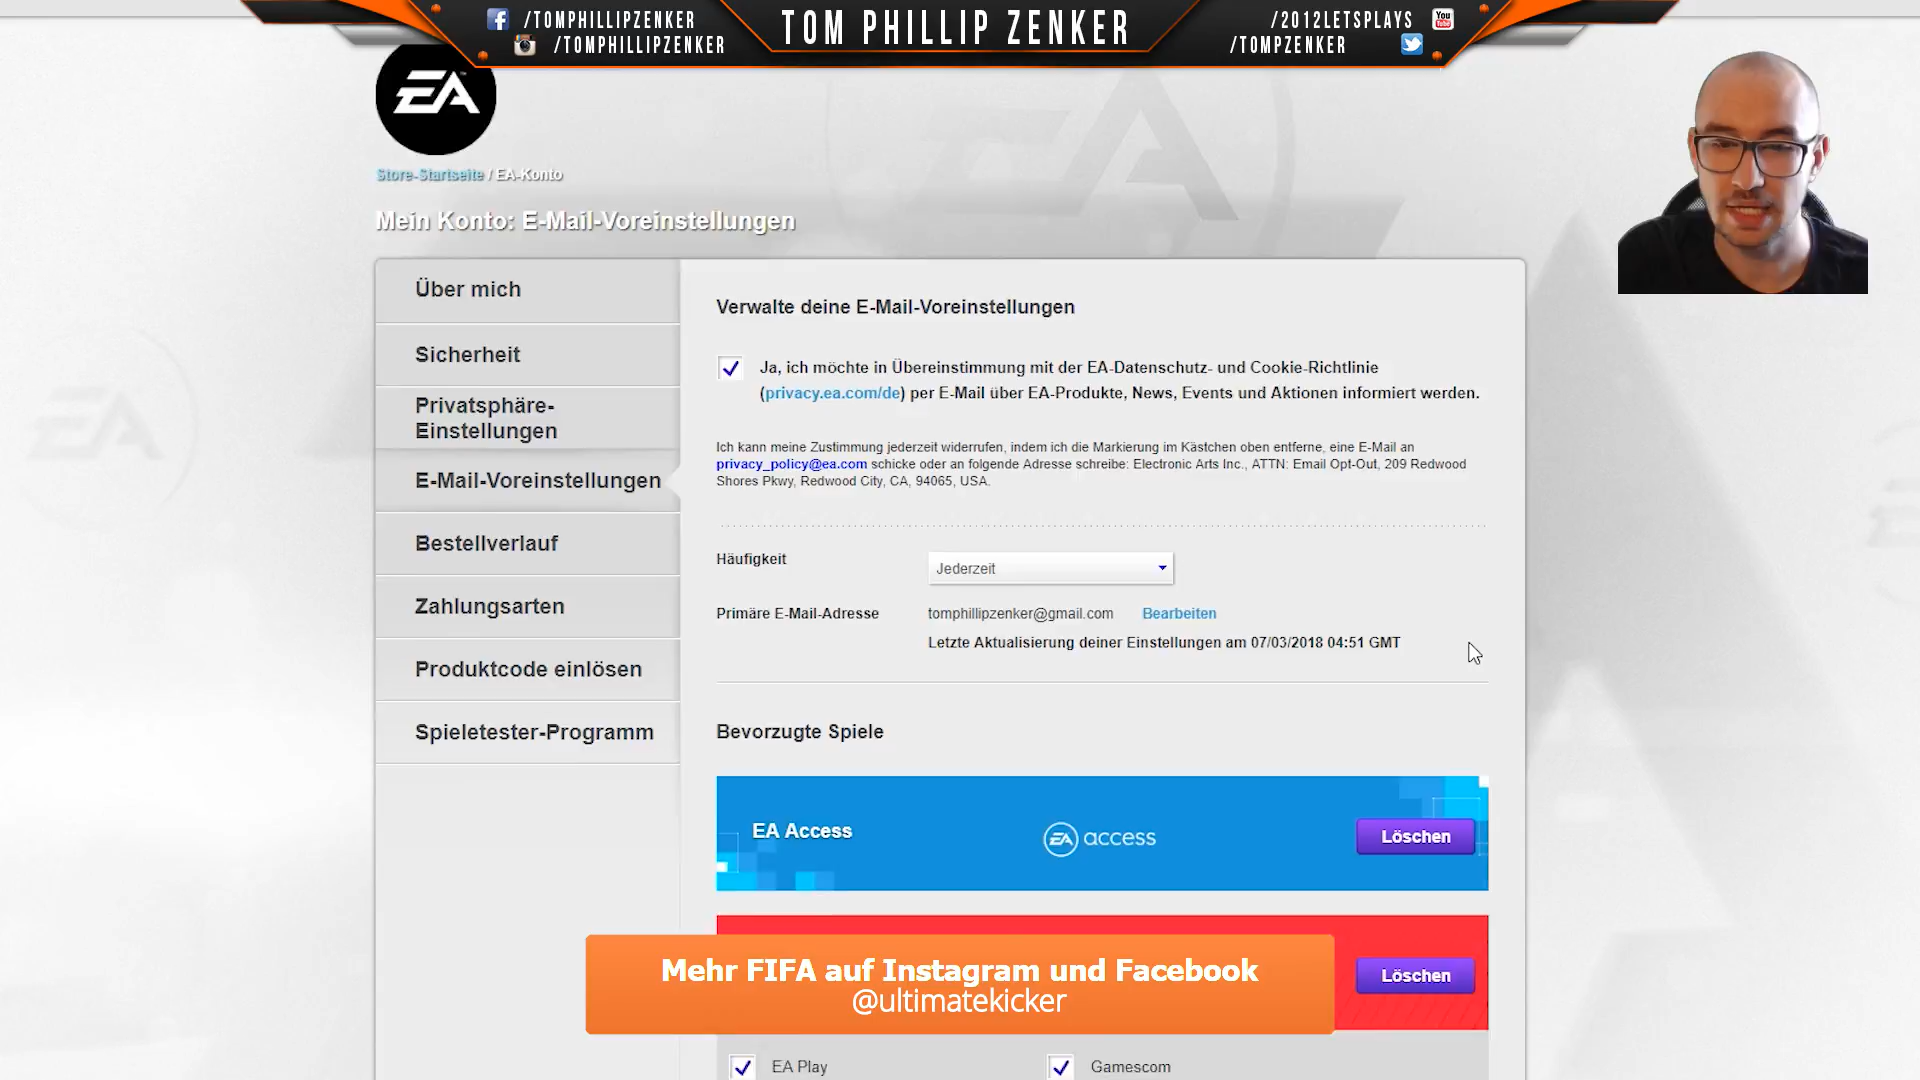 /TOMPHILLIPZENKER
/TOMPHILLIPZENKER
TOM PHILLIP ZENKER
/2012LETSPLAYS
You Tube
/TOMPZENKER
EA
Store-Startseite / EA-Konto
Mein Konto: E-Mail-Voreinstellungen
Über mich
Sicherheit
Privatsphäre-
Einstellungen
E-Mail-Voreinstellungen
Bestellverlauf
Zahlungsarten
Produktcode einlösen
Spieletester-Programm
Verwalte deine E-Mail-Voreinstellungen
Ja, ich möchte in Übereinstimmung mit der EA-Datenschutz- und Cookie-Richtlinie
(privacy.ea.com/de) per E-Mail über EA-Produkte, News, Events und Aktionen informiert werden.
Ich kann meine Zustimmung jederzeit widerrufen, indem ich die Markierung im Kästchen oben entferne, eine E-Mail an
privacy_policy@ea.com schicke oder an folgende Adresse schreibe: Electronic Arts Inc., ATTN: Email Opt-Out, 209 Redwood
Shores Pkwy, Redwood City, CA, 94065, USA.
Häufigkeit
Jederzeit
Primäre E-Mail-Adresse
tomphillipzenker@gmail.com
Bearbeiten
Letzte Aktualisierung deiner Einstellungen am 07/03/2018 04:51 GMT
Bevorzugte Spiele
EA Access
EA access
Löschen
Löschen
Mehr FIFA auf Instagram und Facebook
@ultimatekicker
EA Play
Gamescom